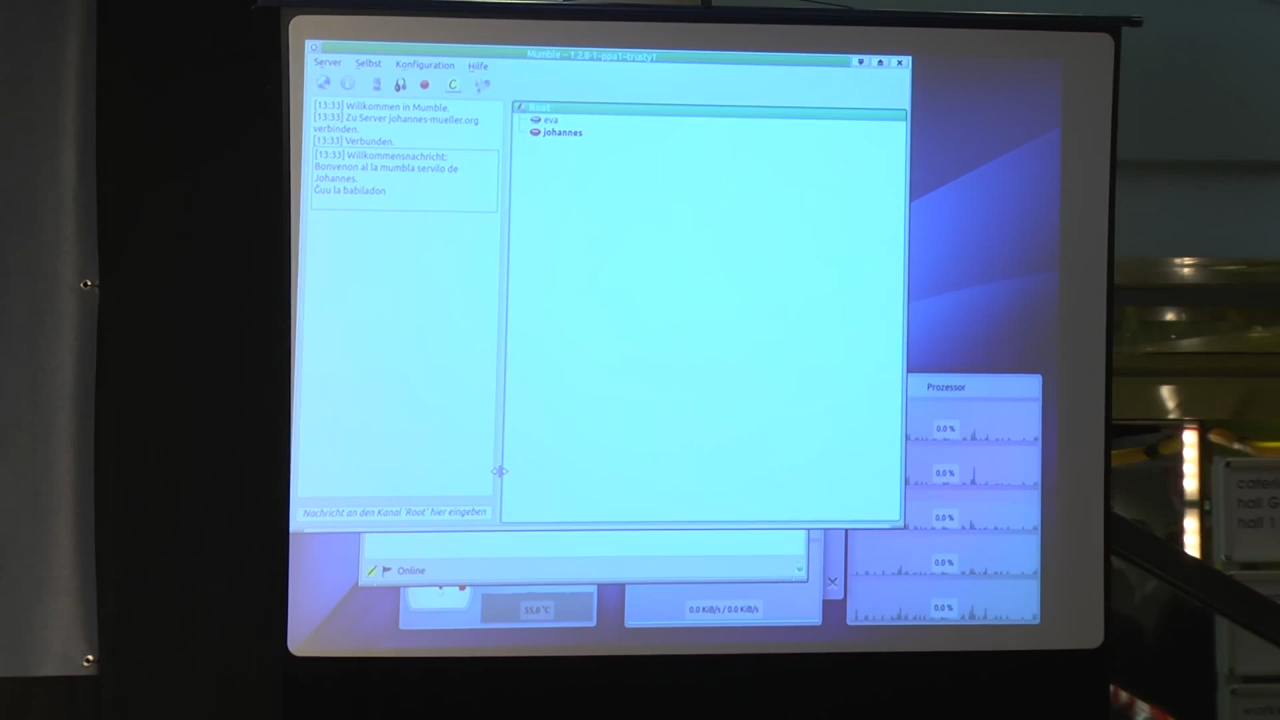 Mumble -- 1.2.8-1~ppa1~trusty1
Server Selbst Konfiguration Hilfe
[13:33] Willkommen in Mumble.
[13:33] Zu Server johannes-mueller.org
verbinden.
[13:33] Verbunden.
[13:33] Willkommensnachricht:
Bonvenon al la mumbla servilo de
Johannes.
Ĝuu la babiladon
Root
eva
johannes
Nachricht an den Kanal 'Root' hier eingeben
Online
55.0 °C
0.0 KiB/s / 0.0 KiB/s
Prozessor
0.0 %
0.0 %
0.0 %
0.0 %
0.0 %
hall G
hall